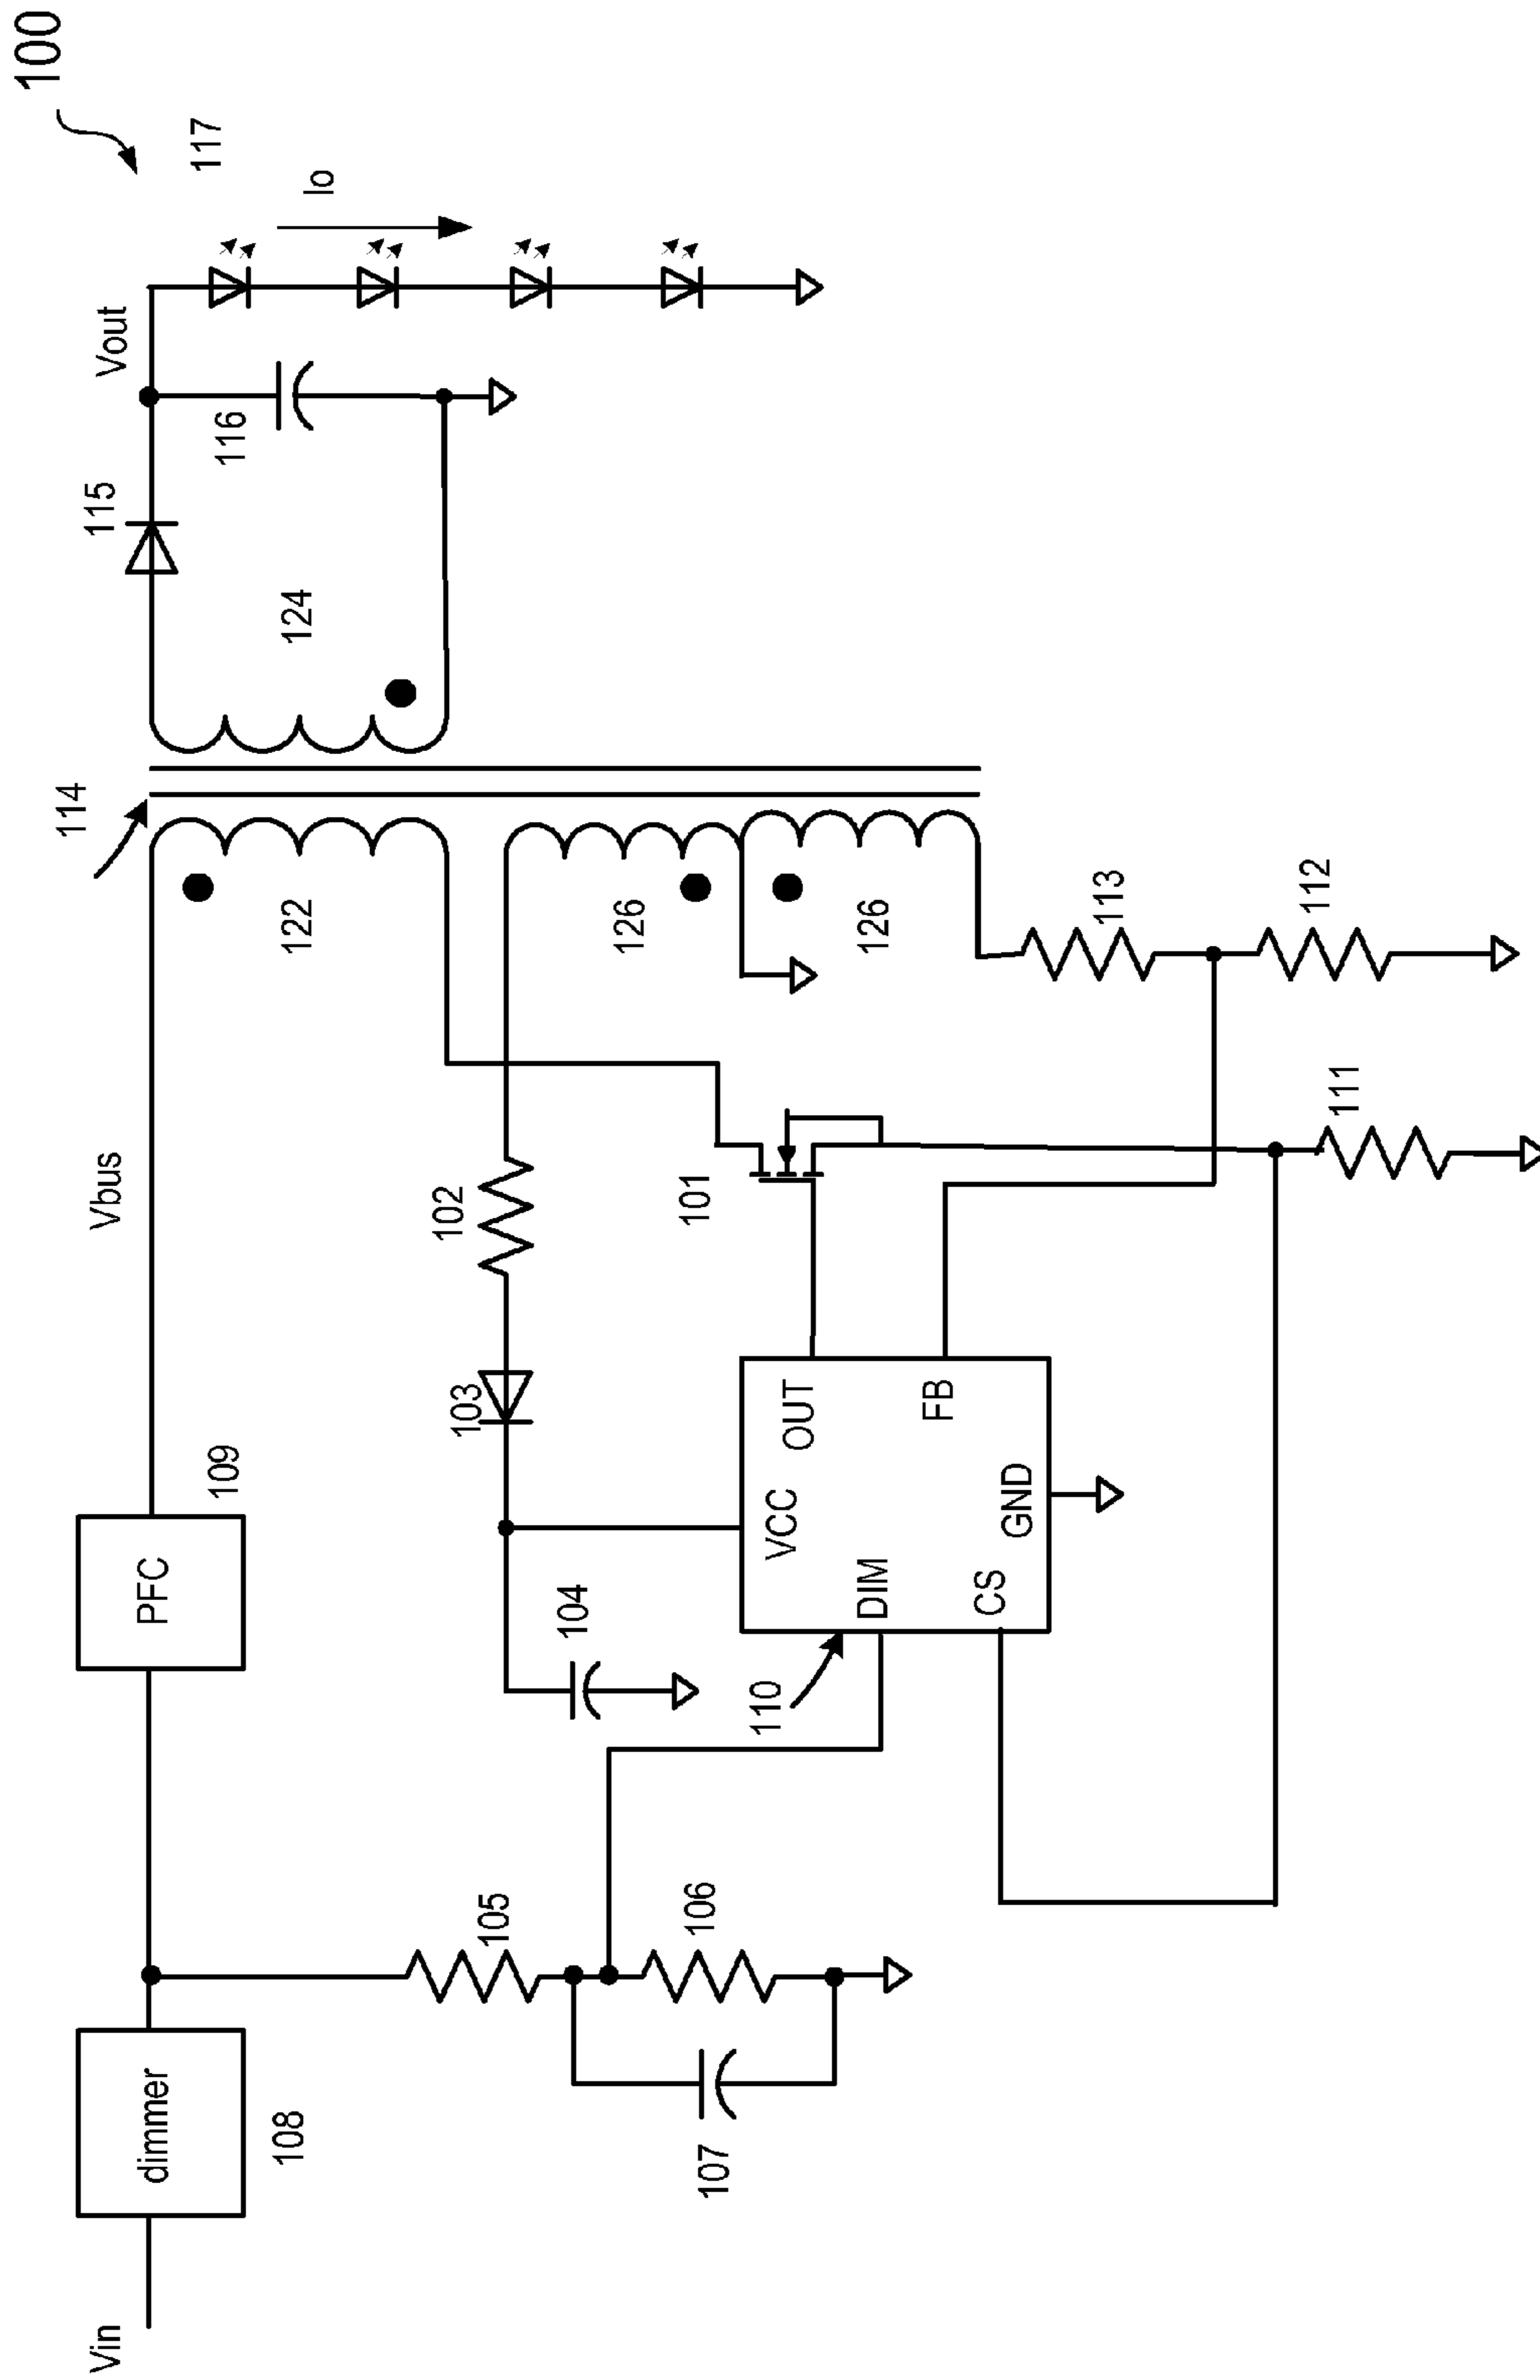 100
117
Io
Vout
116
115
124
114
122
126
126
113
112
111
Vbus
102
101
103
109
PFC
OUT
FB
VCC
GND
DIM
CS
104
110
105
106
107
dimmer
108
Vin